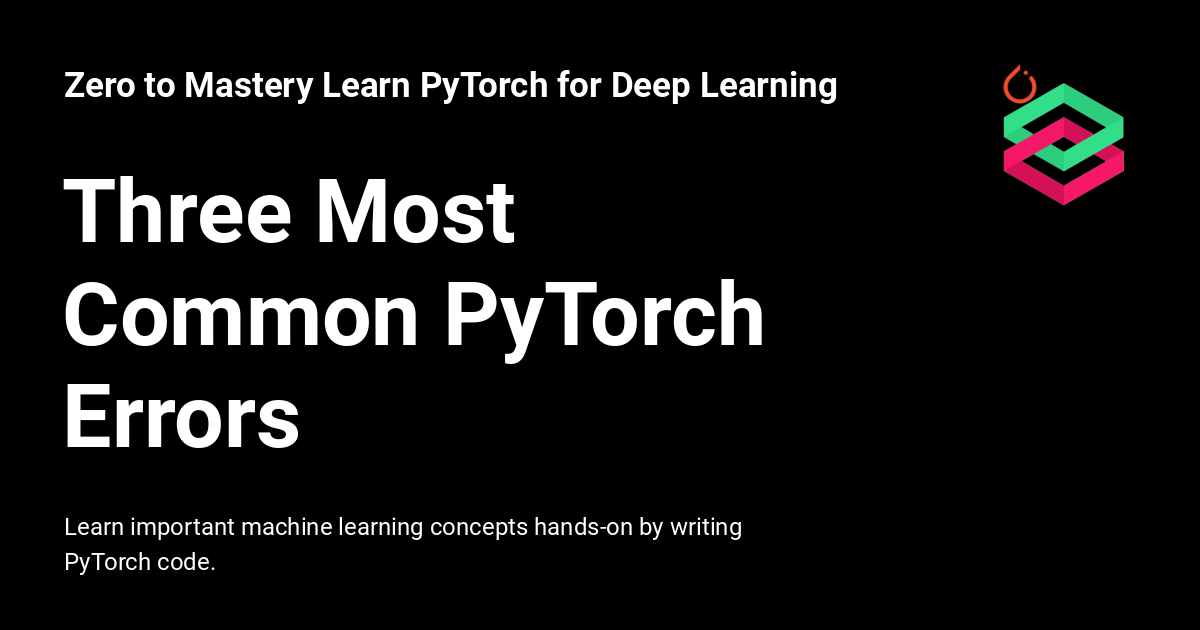 Zero to Mastery Learn PyTorch for Deep Learning
Three Most
Common PyTorch
Errors
Learn important machine learning concepts hands-on by writing
PyTorch code.